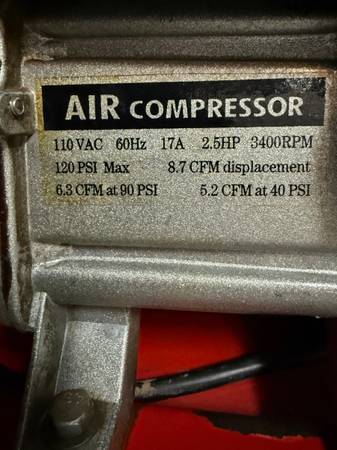 AIR COMPRESSOR
110 VAC 60Hz 17A 2.5HP 3400RPM
120 PSI Max 8.7 CFM displacement
6.3 CFM at 90 PSI 5.2 CFM at 40 PSI